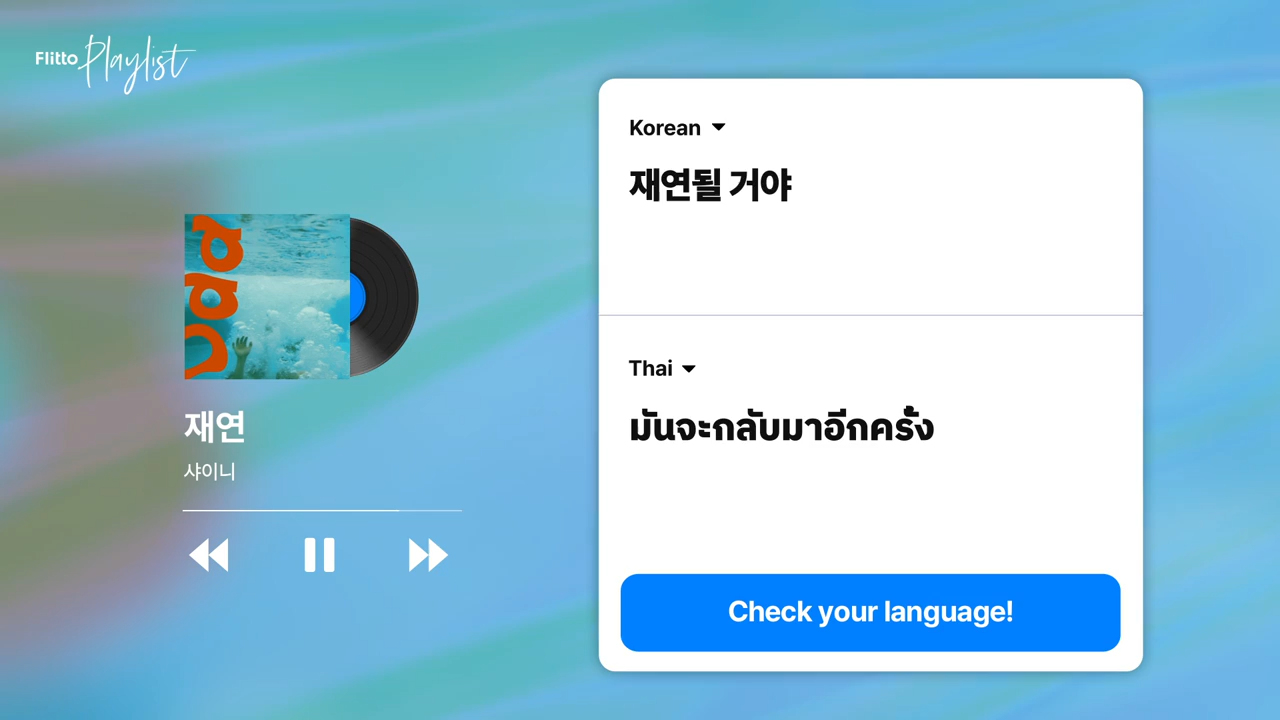 Flitto Playlist
재연
샤이니
Korean
재연될 거야
Thai
มันจะกลับมาอีกครั้ง
Check your language!